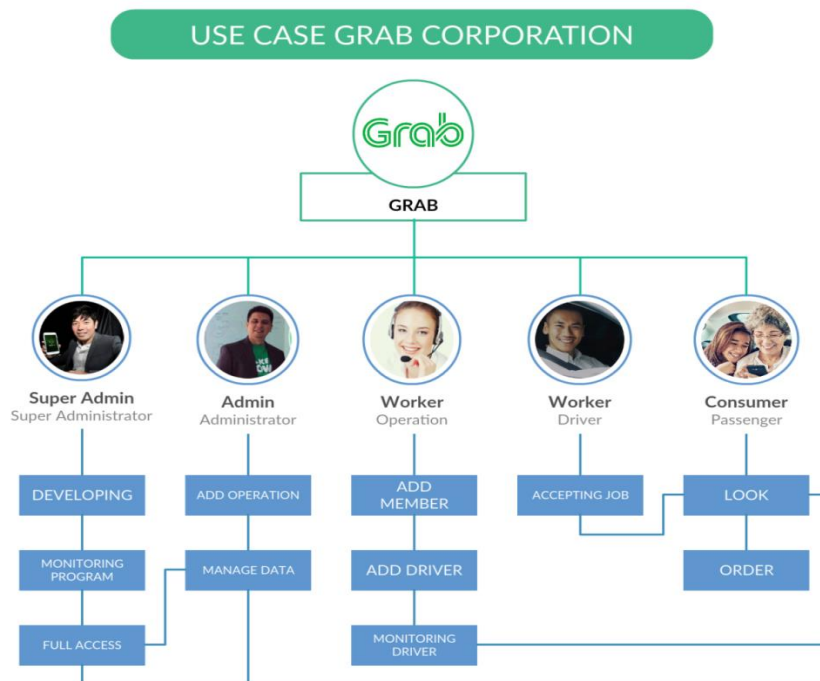 USE CASE GRAB CORPORATION
Grab
GRAB
Super Admin
Super Administrator
Admin
Administrator
Worker
Operation
Worker
Driver
Consumer
Passenger
DEVELOPING
ADD OPERATION
ADD
MEMBER
ACCEPTING JOB
LOOK
MONITORING
PROGRAM
MANAGE DATA
ADD DRIVER
ORDER
FULL ACCESS
MONITORING
DRIVER